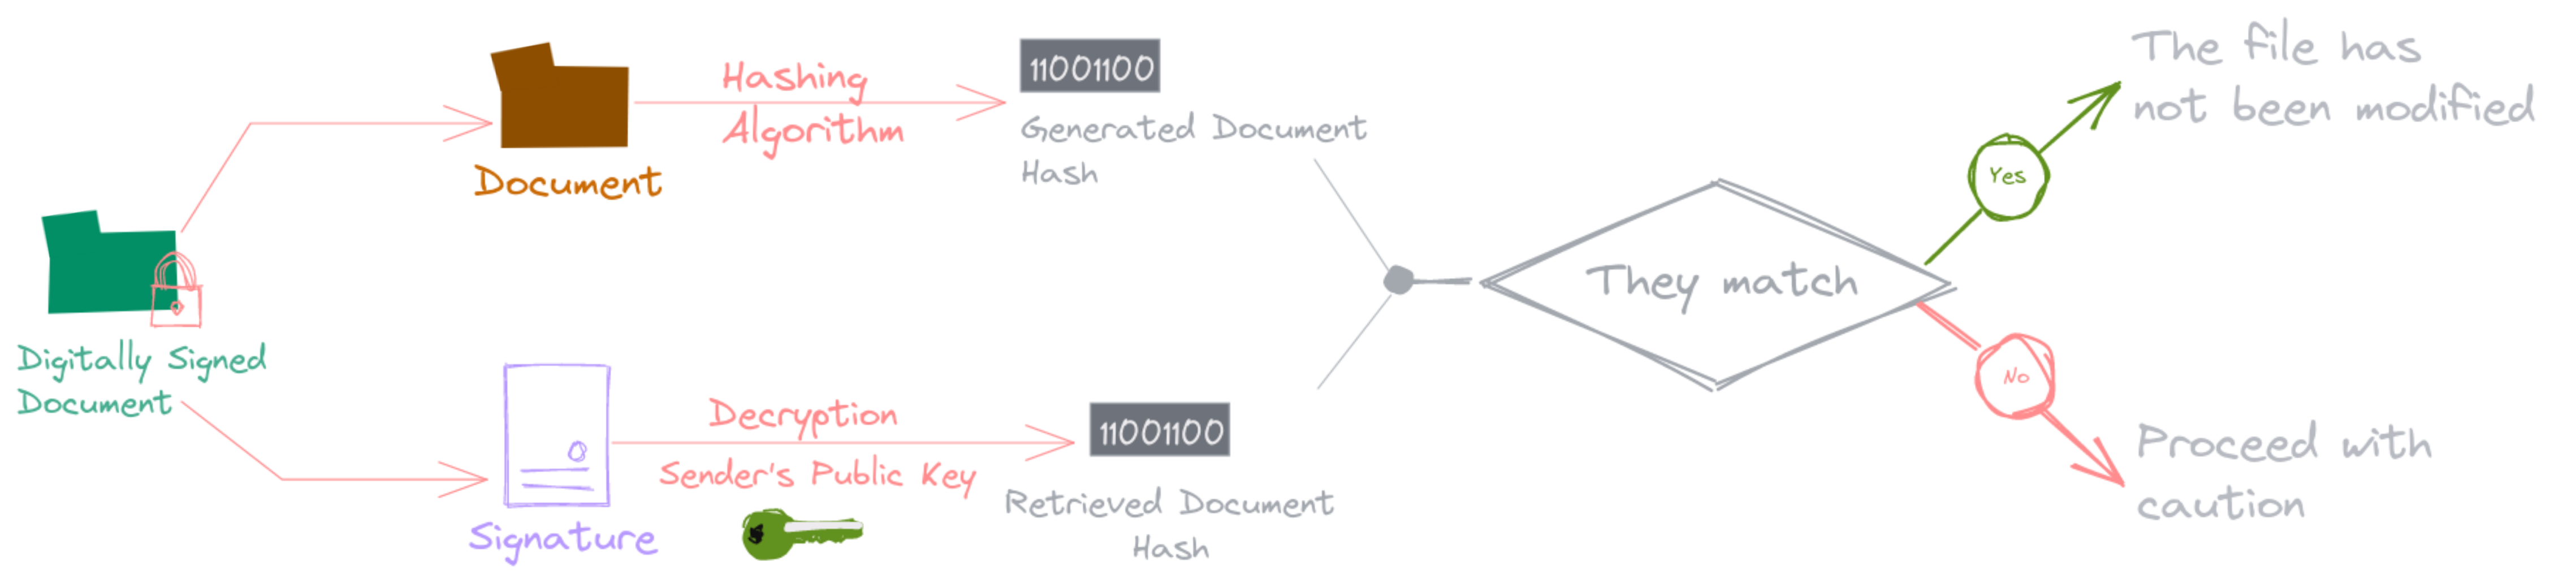 Digitally Signed
Document
Document
Hashing
Algorithm
11001100
Generated Document
Hash
Signature
Decryption
Sender's Public Key
11001100
Retrieved Document
Hash
They match
Yes
The file has
not been modified
No
Proceed with
caution